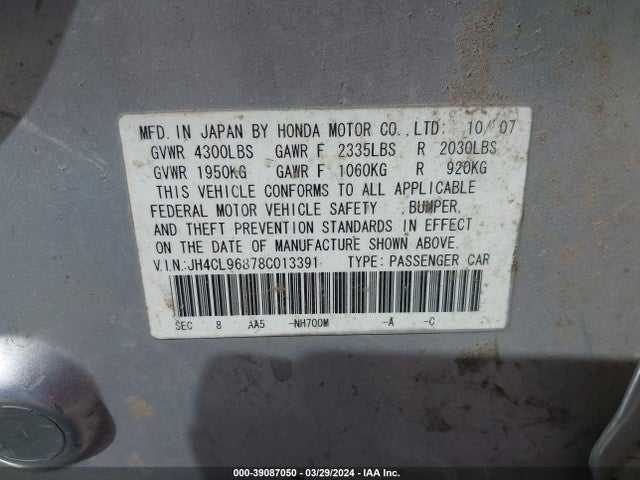 MFD. IN JAPAN BY HONDA MOTOR CO., LTD: 10/07
GVWR 4300LBS GAWR F 2335LBS R 2030LBS
GVWR 1950KG GAWR F 1060KG R 920KG
THIS VEHICLE CONFORMS TO ALL APPLICABLE
FEDERAL MOTOR VEHICLE SAFETY , BUMPER,
AND THEFT PREVENTION STANDARDS IN EFFECT
ON THE DATE OF MANUFACTURE SHOWN ABOVE.
V.I.N.:JH4CL96878C013391 TYPE: PASSENGER CAR
SEC 8 AA5 -NH700M -A -C
000-39087050 - 03/29/2024 - IAA Inc.